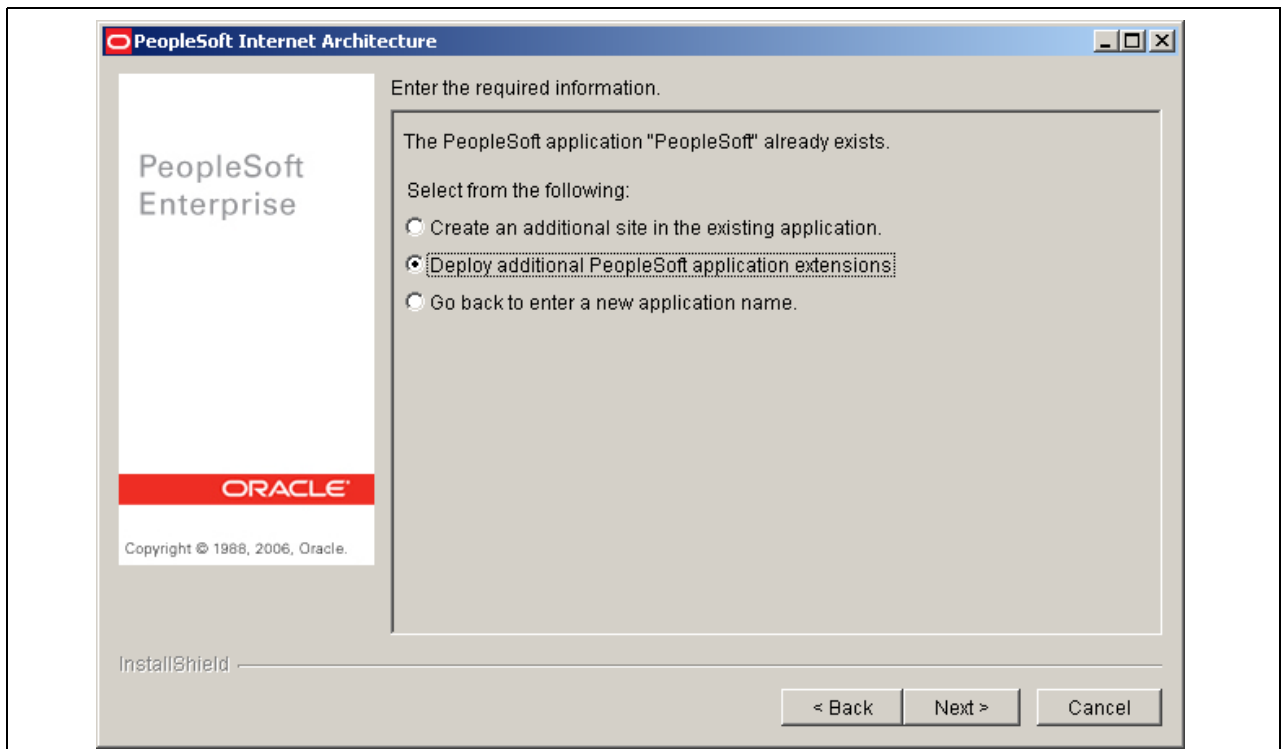 PeopleSoft Internet Architecture
PeopleSoft
Enterprise
ORACLE®
Copyright © 1988, 2006, Oracle.
Enter the required information.
The PeopleSoft application "PeopleSoft" already exists.
Select from the following:
Create an additional site in the existing application.
Deploy additional PeopleSoft application extensions
Go back to enter a new application name.
InstallShield
< Back
Next >
Cancel